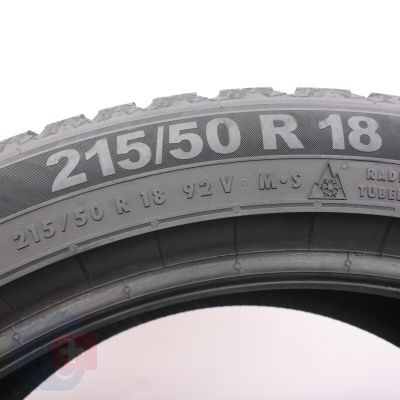 215/50 R 18
215/50 R 18 92 V · M·S
RADI
TUBEL